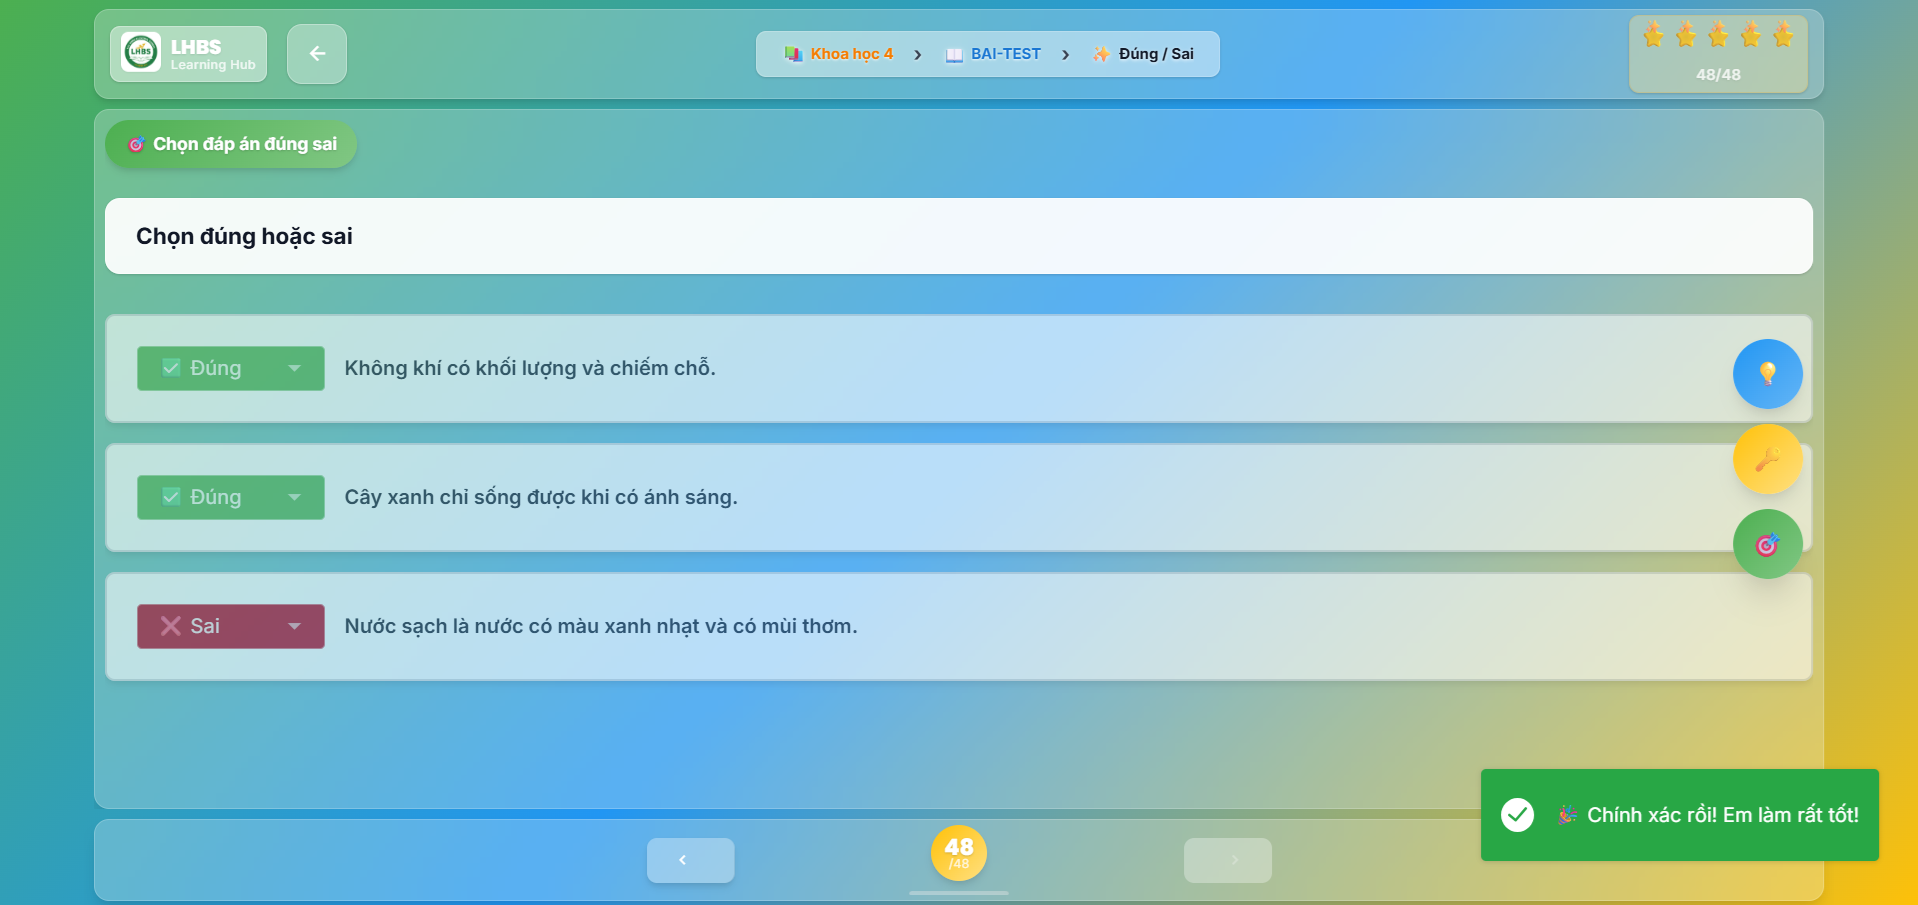 LHBS
LHBS
Learning Hub
Khoa học 4
BAI-TEST
Đúng / Sai
48/48
Chọn đáp án đúng sai
Chọn đúng hoặc sai
Đúng
Không khí có khối lượng và chiếm chỗ.
Đúng
Cây xanh chỉ sống được khi có ánh sáng.
Sai
Nước sạch là nước có màu xanh nhạt và có mùi thơm.
Chính xác rồi! Em làm rất tốt!
48
/48